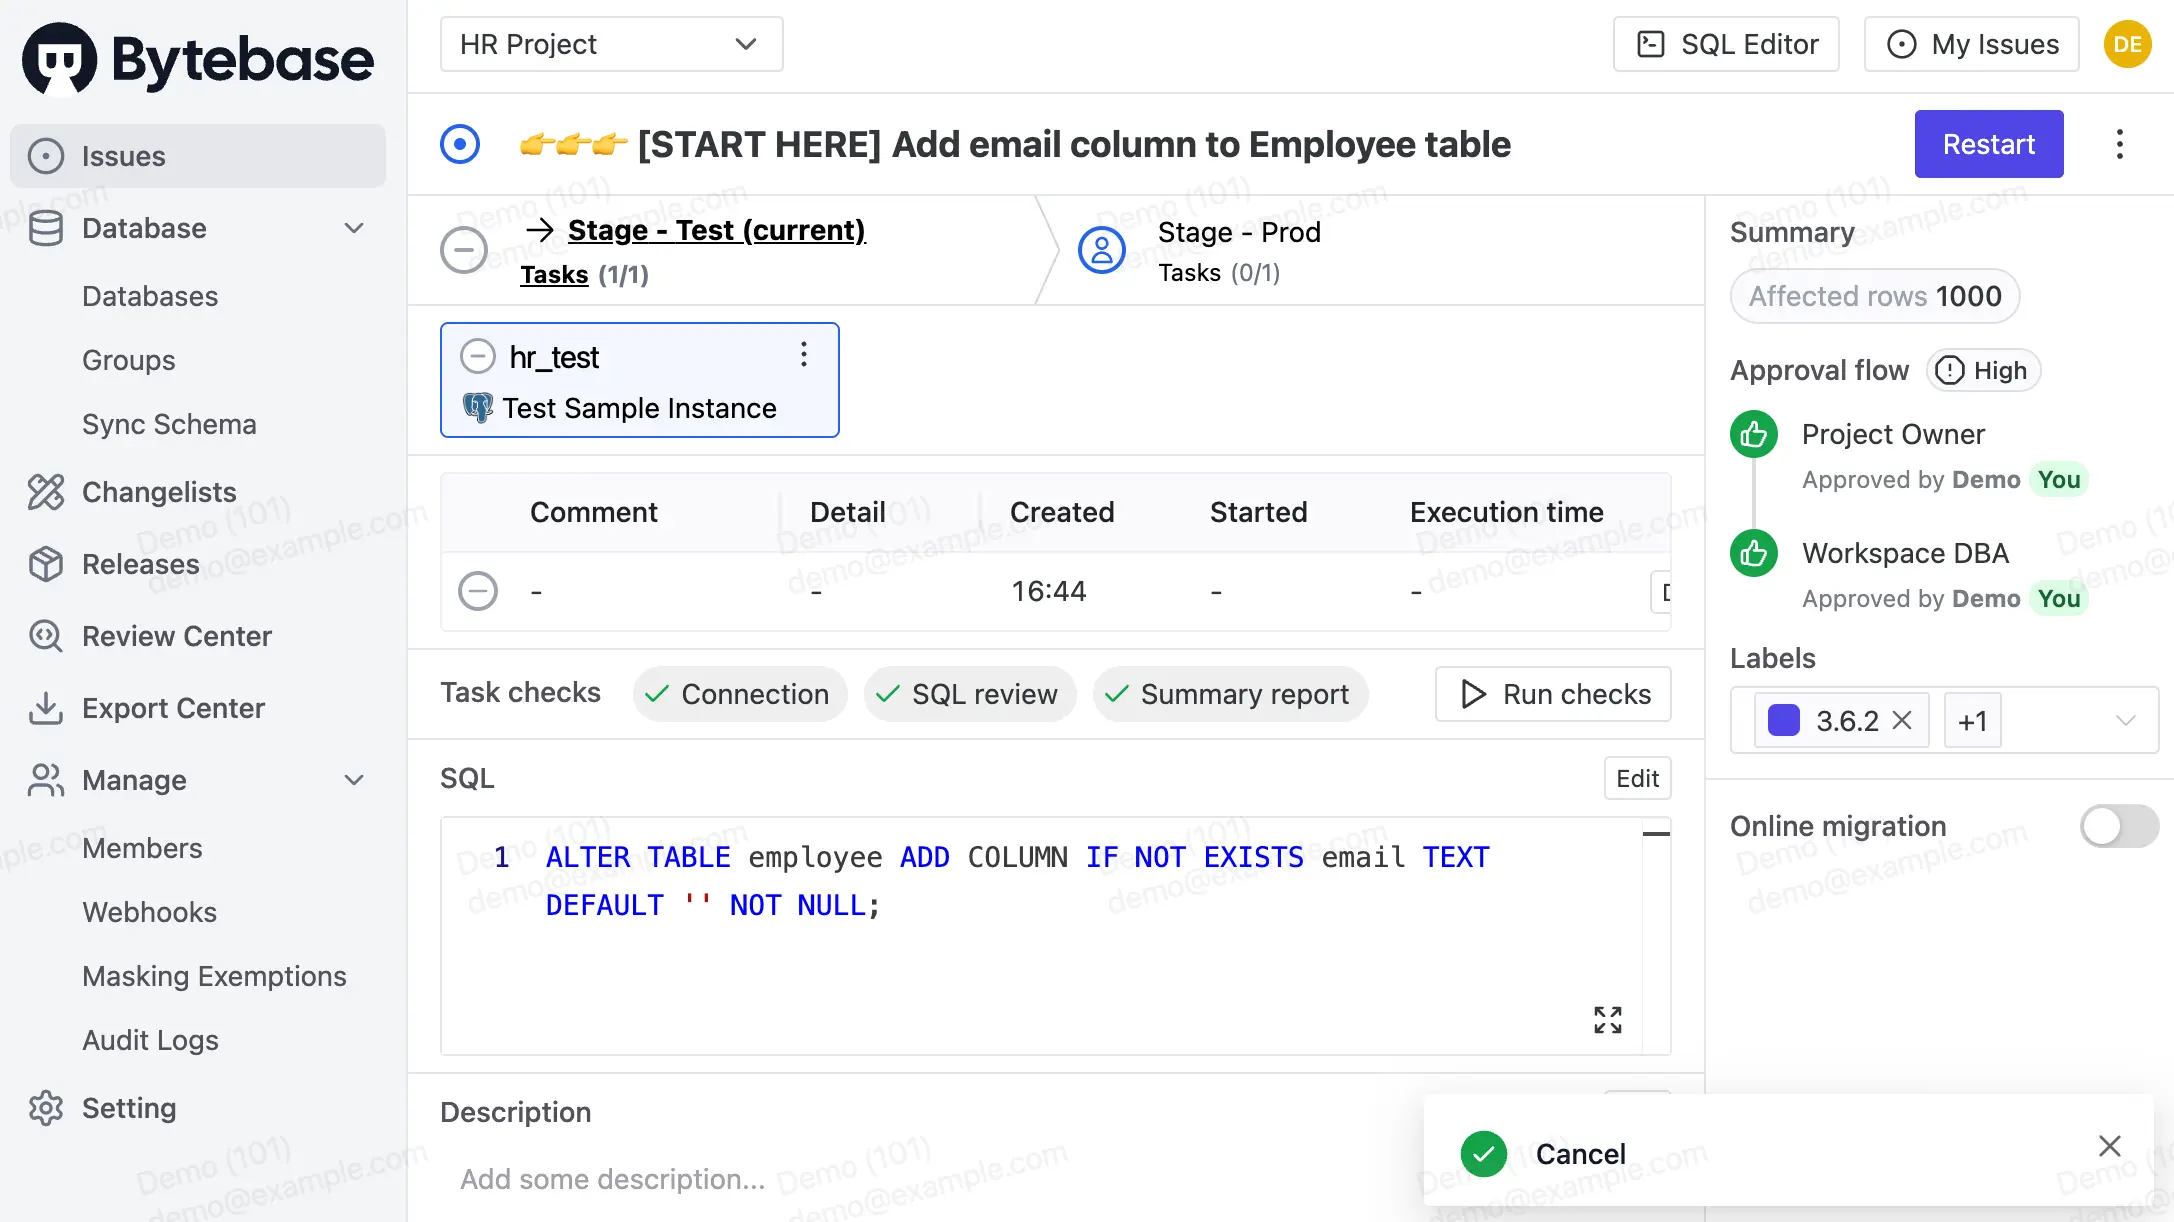 Bytebase
HR Project
SQL Editor
My Issues
DE
Issues
Database
Databases
Groups
Sync Schema
Changelists
Releases
Review Center
Export Center
Manage
Members
Webhooks
Masking Exemptions
Audit Logs
Setting
👉👉👉 [START HERE] Add email column to Employee table
Restart
→ Stage - Test (current)
Tasks (1/1)
Stage - Prod
Tasks (0/1)
hr_test
Test Sample Instance
Comment Detail Created Started Execution time
- - 16:44 - -
Task checks
Connection
SQL review
Summary report
Run checks
SQL
Edit
1 ALTER TABLE employee ADD COLUMN IF NOT EXISTS email TEXT
DEFAULT '' NOT NULL;
Description
Add some description...
Summary
Affected rows 1000
Approval flow
High
Project Owner
Approved by Demo You
Workspace DBA
Approved by Demo You
Labels
3.6.2
+1
Online migration
Cancel
Demo (101)
demo@example.com